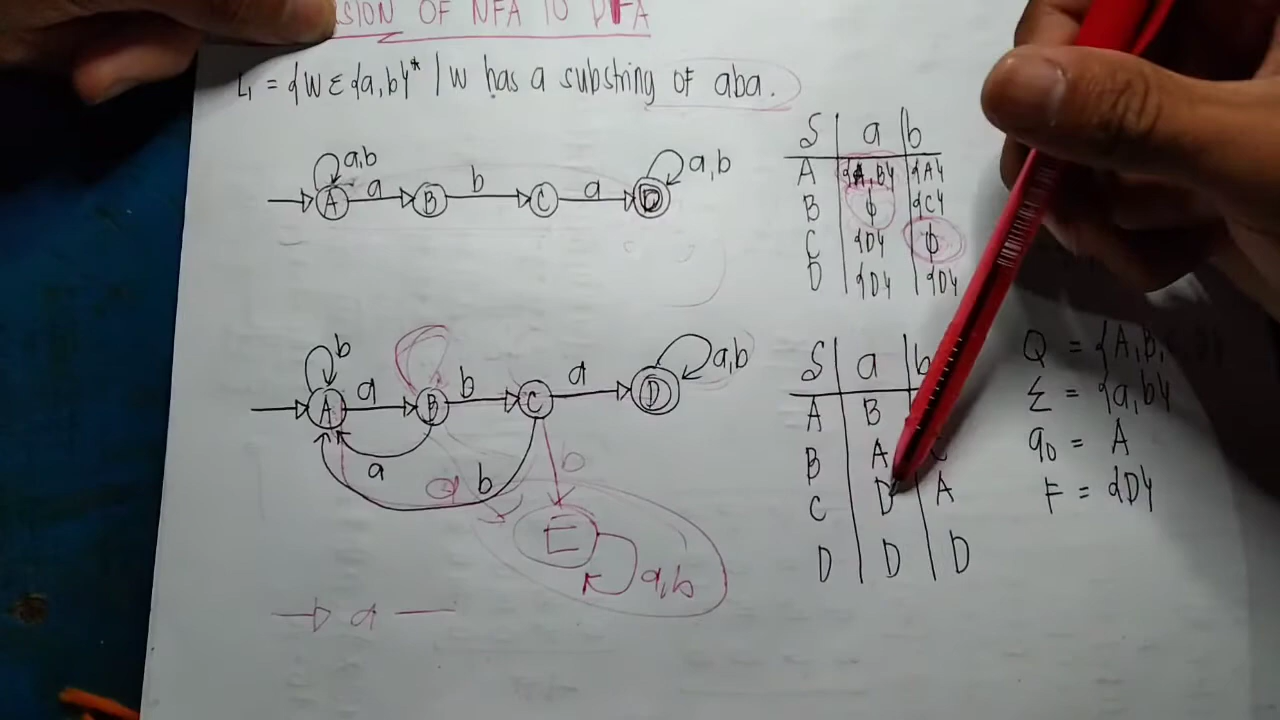 SION OF NFA TO DFA
L₁ = {w ε {a,b}* / w has a substring of aba.
a,b
a
b
a
a,b
A
B
C
D
δ a b
A {A,B} {A}
B ϕ {C}
C {D} ϕ
D {D} {D}
b
a
b
a
a,b
A
B
C
D
a
b
a
b
E
a,b
a
δ a b
A B
B A
C D A
D D D
Q = {A,B,
Σ = {a,b}
q₀ = A
F = {D}